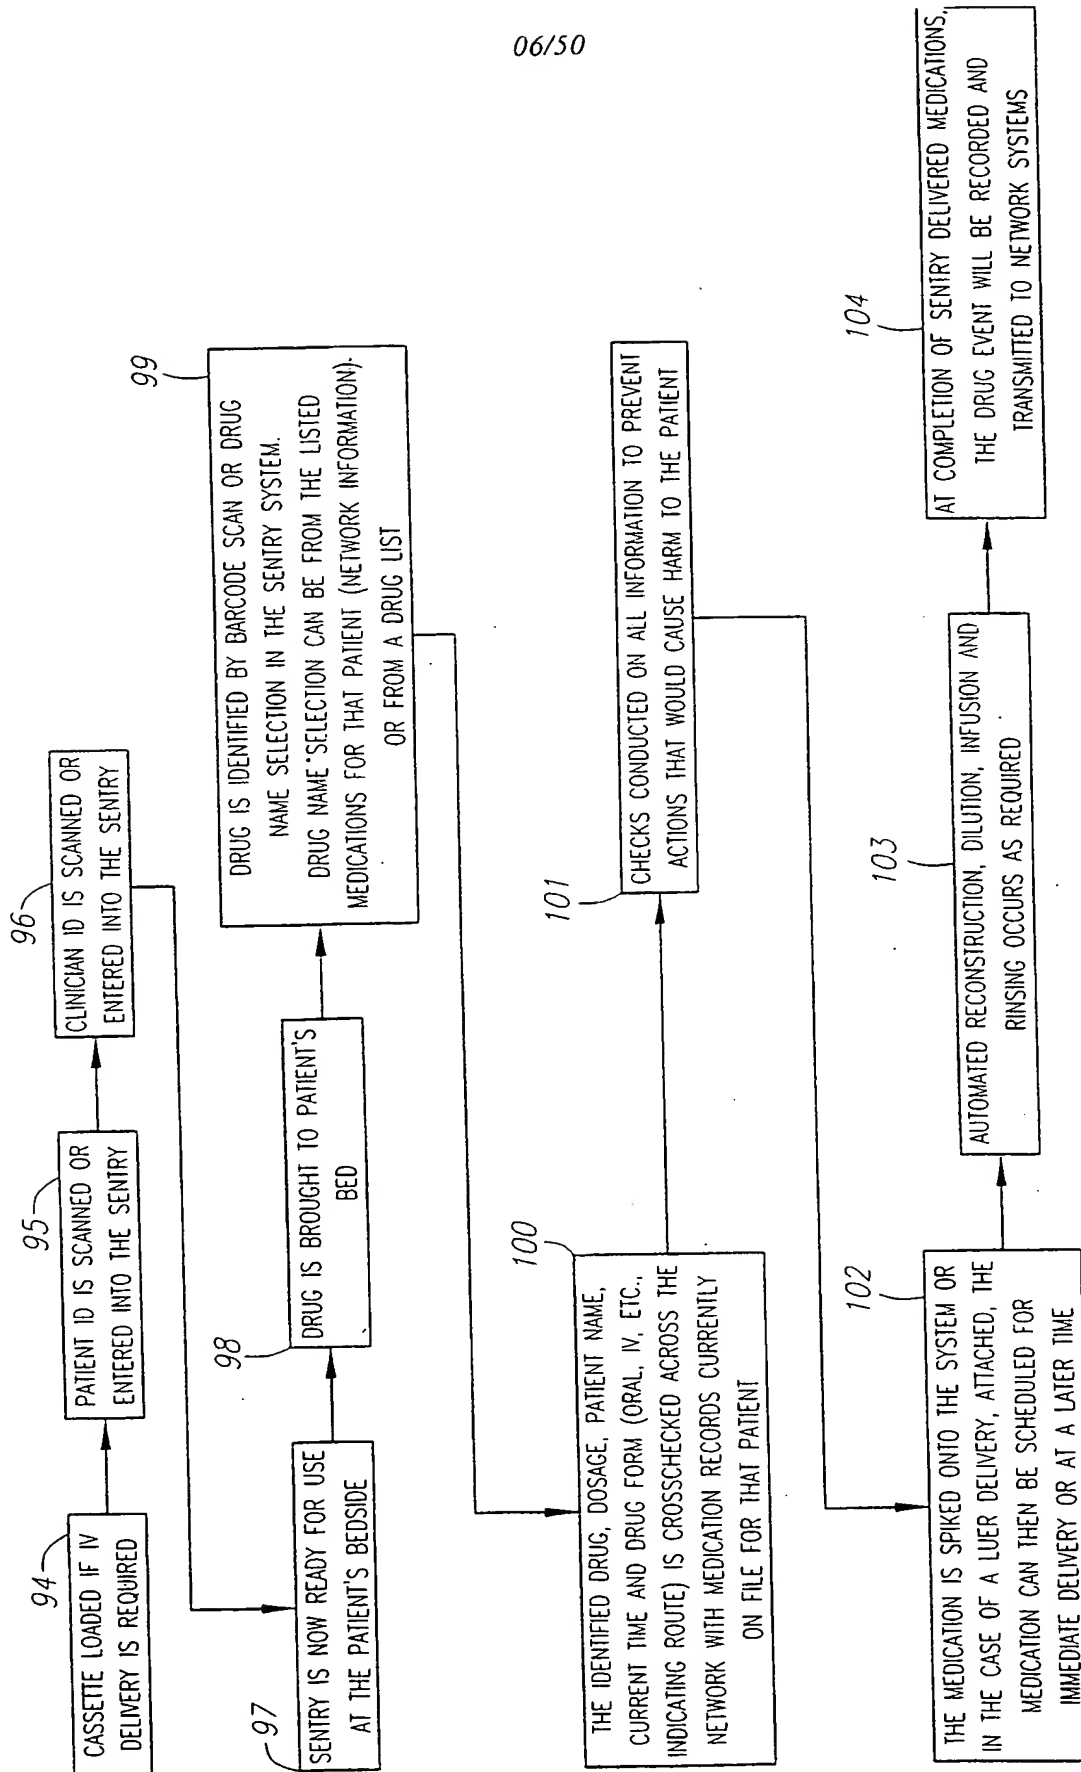 06/50
94
CASSETTE LOADED IF IV
DELIVERY IS REQUIRED
95
PATIENT ID IS SCANNED OR
ENTERED INTO THE SENTRY
96
CLINICIAN ID IS SCANNED OR
ENTERED INTO THE SENTRY
97
SENTRY IS NOW READY FOR USE
AT THE PATIENT'S BEDSIDE
98
DRUG IS BROUGHT TO PATIENT'S
BED
99
DRUG IS IDENTIFIED BY BARCODE SCAN OR DRUG
NAME SELECTION IN THE SENTRY SYSTEM.
DRUG NAME SELECTION CAN BE FROM THE LISTED
MEDICATIONS FOR THAT PATIENT (NETWORK INFORMATION).
OR FROM A DRUG LIST
100
THE IDENTIFIED DRUG, DOSAGE, PATIENT NAME,
CURRENT TIME AND DRUG FORM (ORAL, IV, ETC.,
INDICATING ROUTE) IS CROSSCHECKED ACROSS THE
NETWORK WITH MEDICATION RECORDS CURRENTLY
ON FILE FOR THAT PATIENT
101
CHECKS CONDUCTED ON ALL INFORMATION TO PREVENT
ACTIONS THAT WOULD CAUSE HARM TO THE PATIENT
102
THE MEDICATION IS SPIKED ONTO THE SYSTEM OR
IN THE CASE OF A LUER DELIVERY, ATTACHED, THE
MEDICATION CAN THEN BE SCHEDULED FOR
IMMEDIATE DELIVERY OR AT A LATER TIME
103
AUTOMATED RECONSTRUCTION, DILUTION, INFUSION AND
RINSING OCCURS AS REQUIRED
104
AT COMPLETION OF SENTRY DELIVERED MEDICATIONS,
THE DRUG EVENT WILL BE RECORDED AND
TRANSMITTED TO NETWORK SYSTEMS